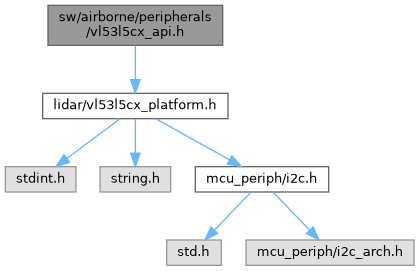 sw/airborne/peripherals
/vl53l5cx_api.h
lidar/vl53l5cx_platform.h
stdint.h
string.h
mcu_periph/i2c.h
std.h
mcu_periph/i2c_arch.h